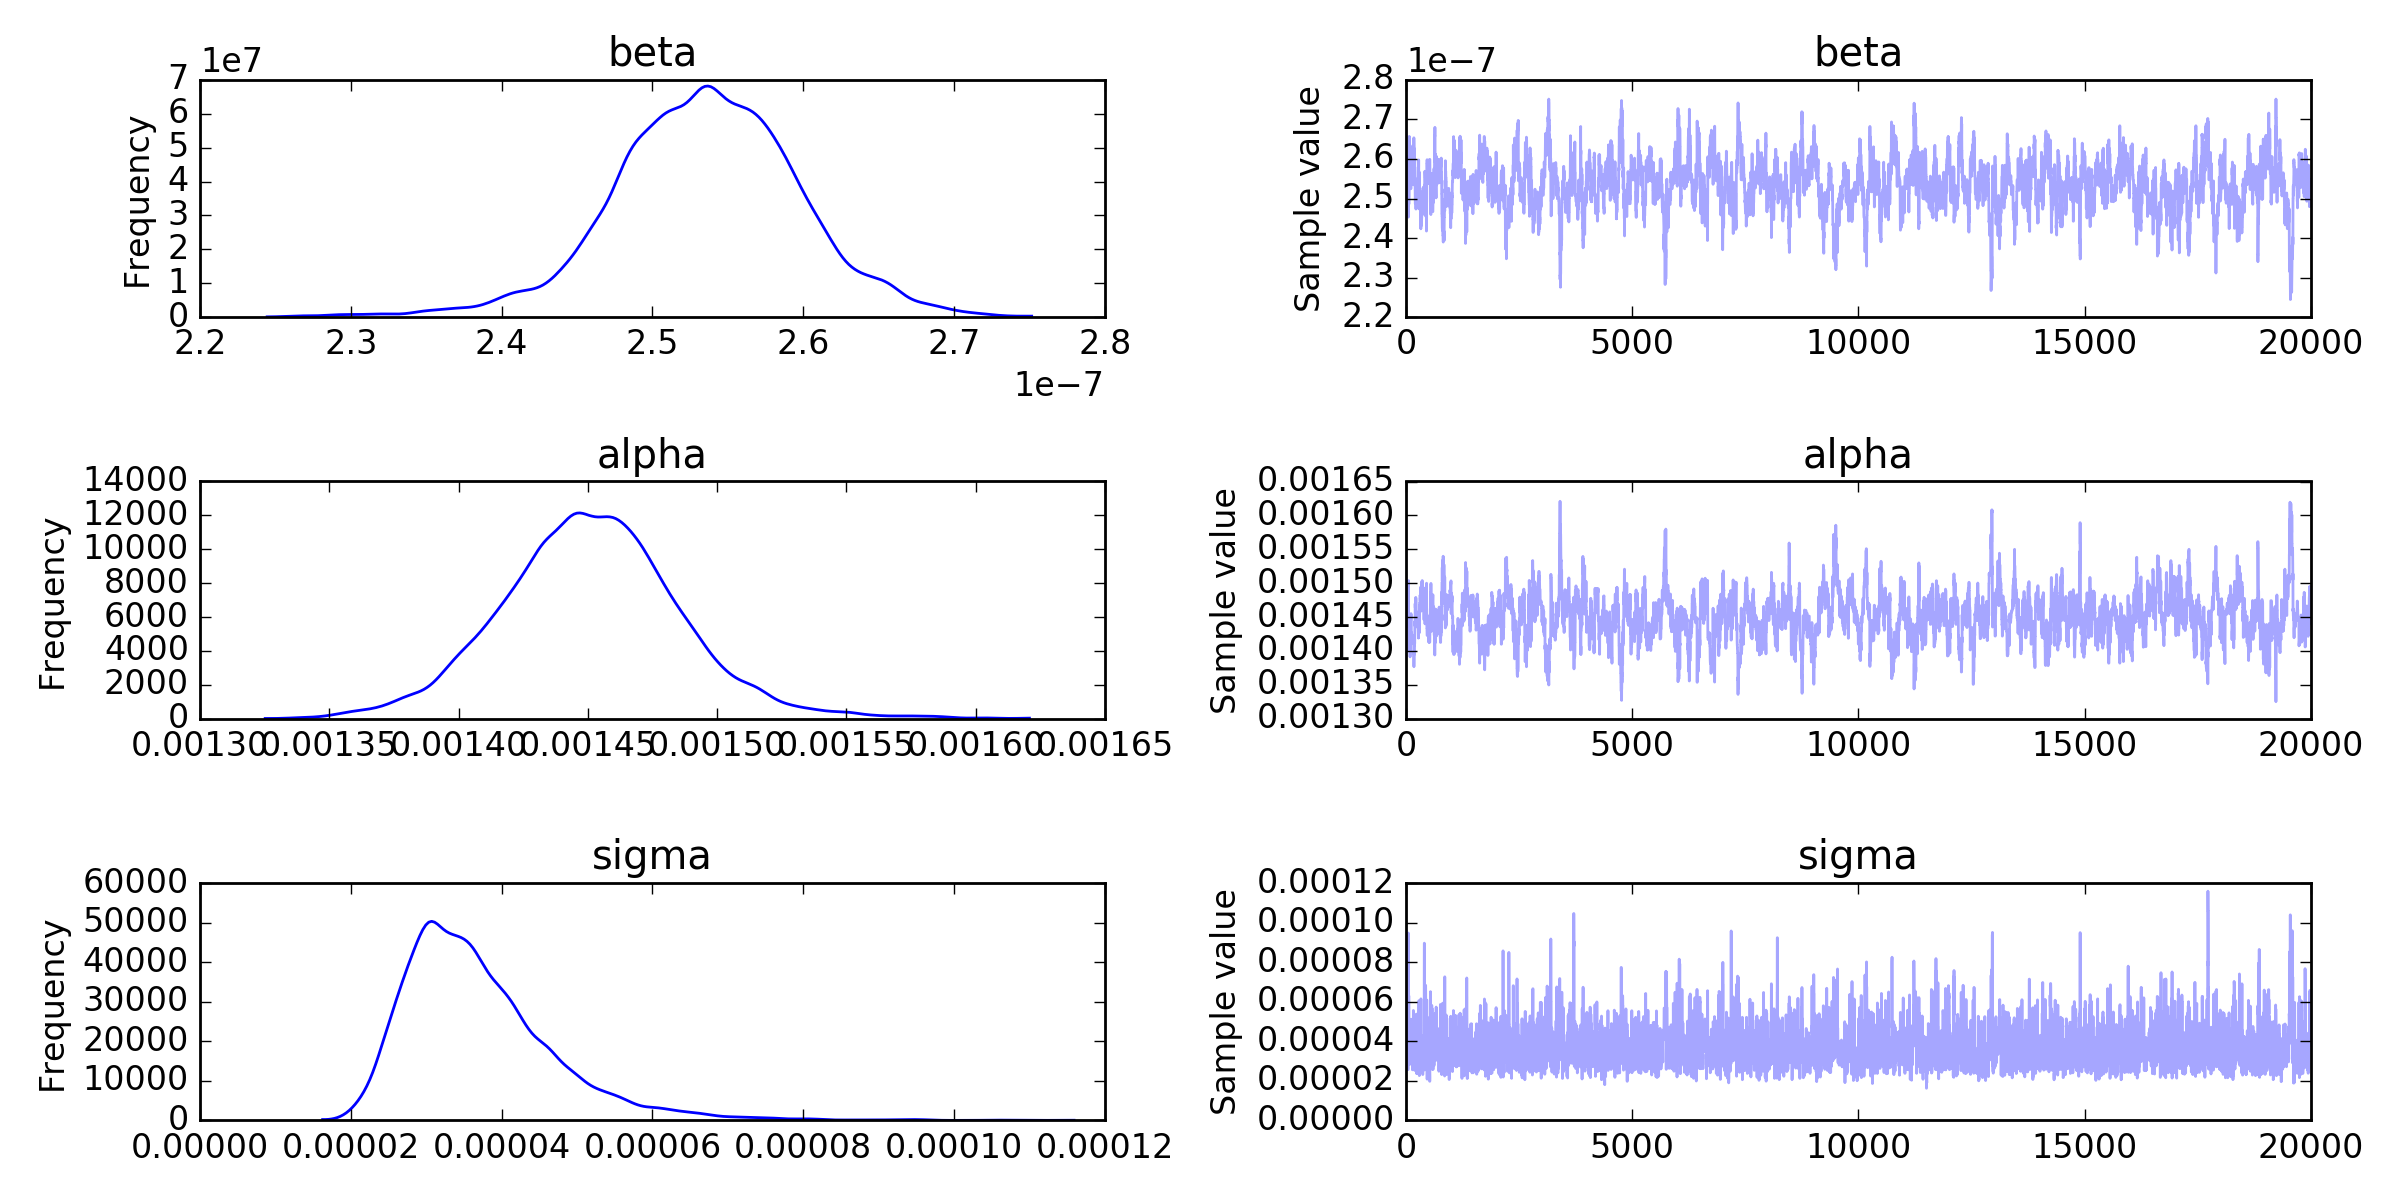 beta
1e7
7
6
5
4
3
2
1
0
Frequency
2.2 2.3 2.4 2.5 2.6 2.7 2.8
1e−7
beta
1e−7
2.8
2.7
2.6
2.5
2.4
2.3
2.2
Sample value
0 5000 10000 15000 20000
alpha
14000
12000
10000
8000
6000
4000
2000
0
Frequency
0.00130 0.00135 0.00140 0.00145 0.00150 0.00155 0.00160 0.00165
alpha
0.00165
0.00160
0.00155
0.00150
0.00145
0.00140
0.00135
0.00130
Sample value
0 5000 10000 15000 20000
sigma
60000
50000
40000
30000
20000
10000
0
Frequency
0.00000 0.00002 0.00004 0.00006 0.00008 0.00010 0.00012
sigma
0.00012
0.00010
0.00008
0.00006
0.00004
0.00002
0.00000
Sample value
0 5000 10000 15000 20000